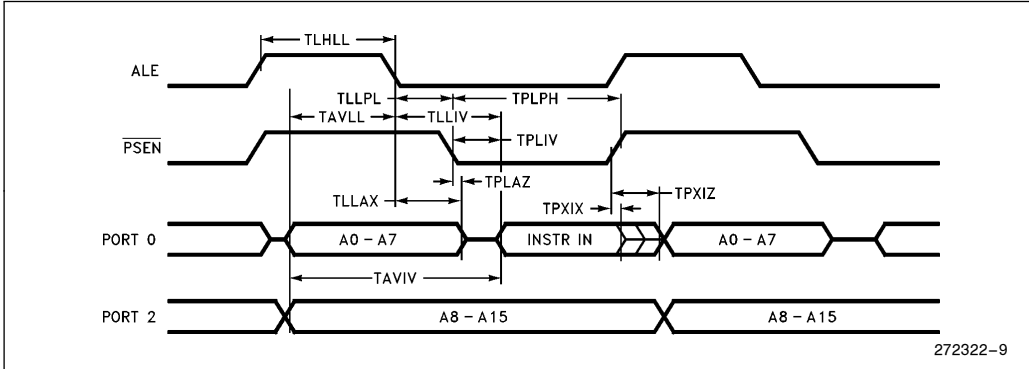 TLHLL
ALE
TLLPL
TPLPH
TAVLL
TLLIV
PSEN
TPLIV
TPLAZ
TLLAX
TPXIZ
TPXIX
PORT 0
A0 – A7
INSTR IN
A0 – A7
TAVIV
PORT 2
A8 – A15
A8 – A15
272322–9